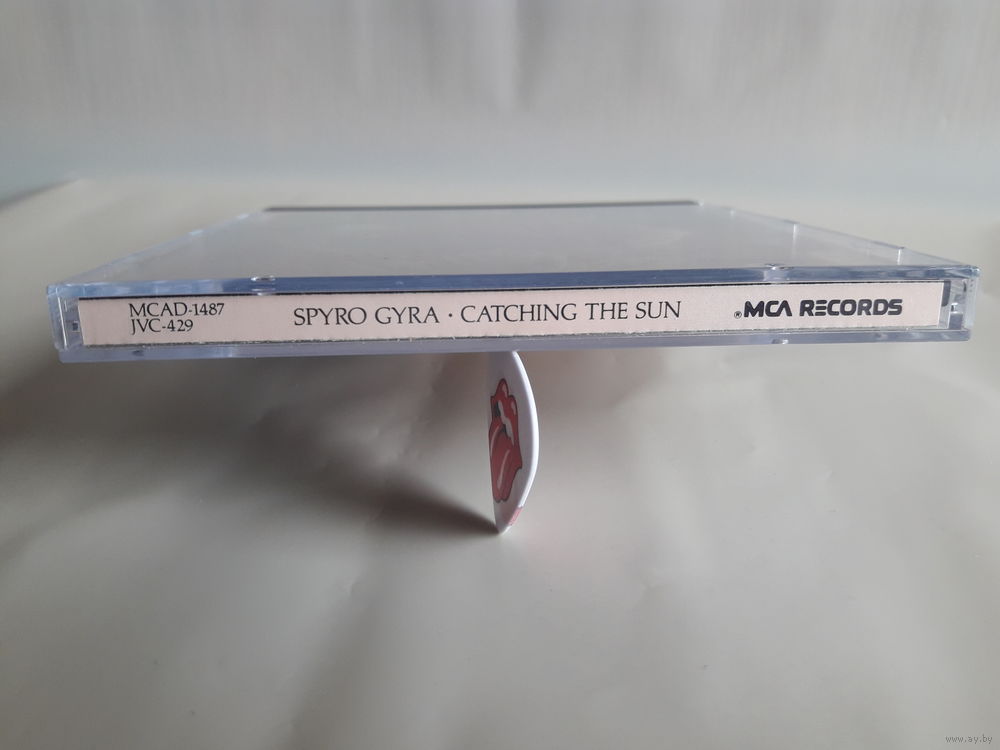 MCAD-1487
JVC-429
SPYRO GYRA · CATCHING THE SUN
®MCA RECORDS
www.ay.by